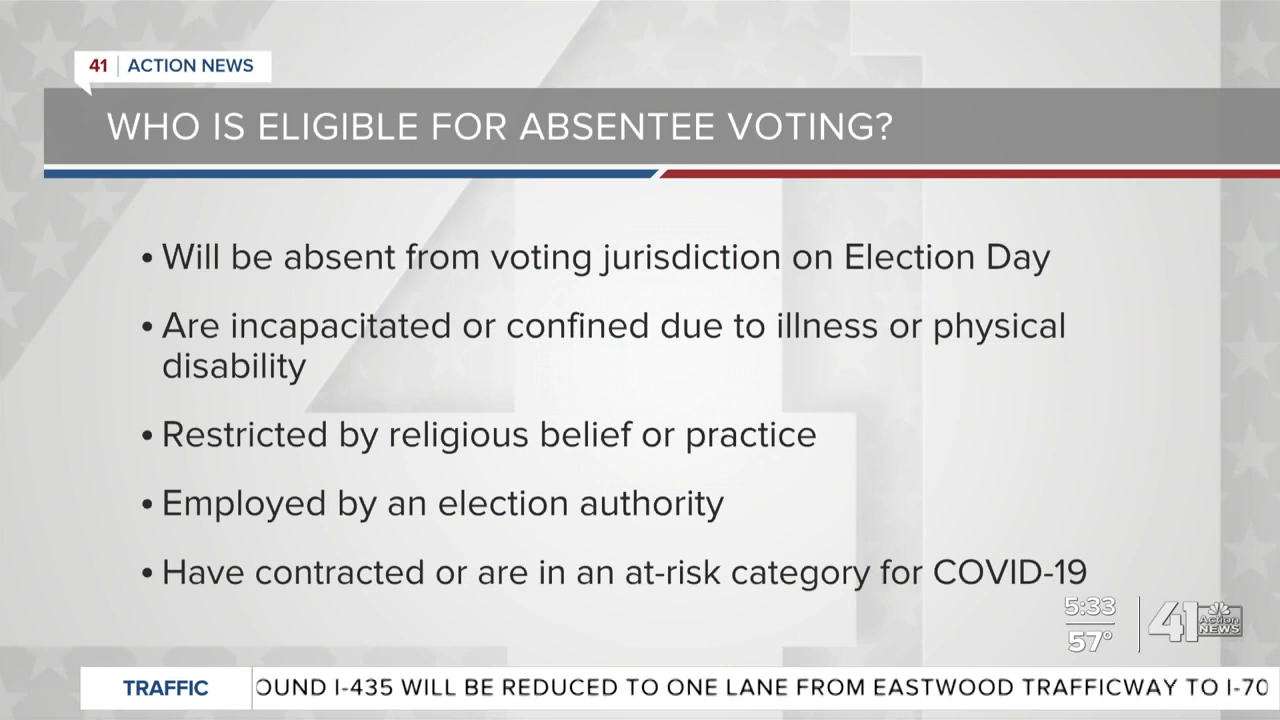 41 | ACTION NEWS
WHO IS ELIGIBLE FOR ABSENTEE VOTING?
• Will be absent from voting jurisdiction on Election Day
• Are incapacitated or confined due to illness or physical
disability
• Restricted by religious belief or practice
• Employed by an election authority
• Have contracted or are in an at-risk category for COVID-19
5:33
57°
41 Action
NEWS
TRAFFIC
OUND I-435 WILL BE REDUCED TO ONE LANE FROM EASTWOOD TRAFFICWAY TO I-70